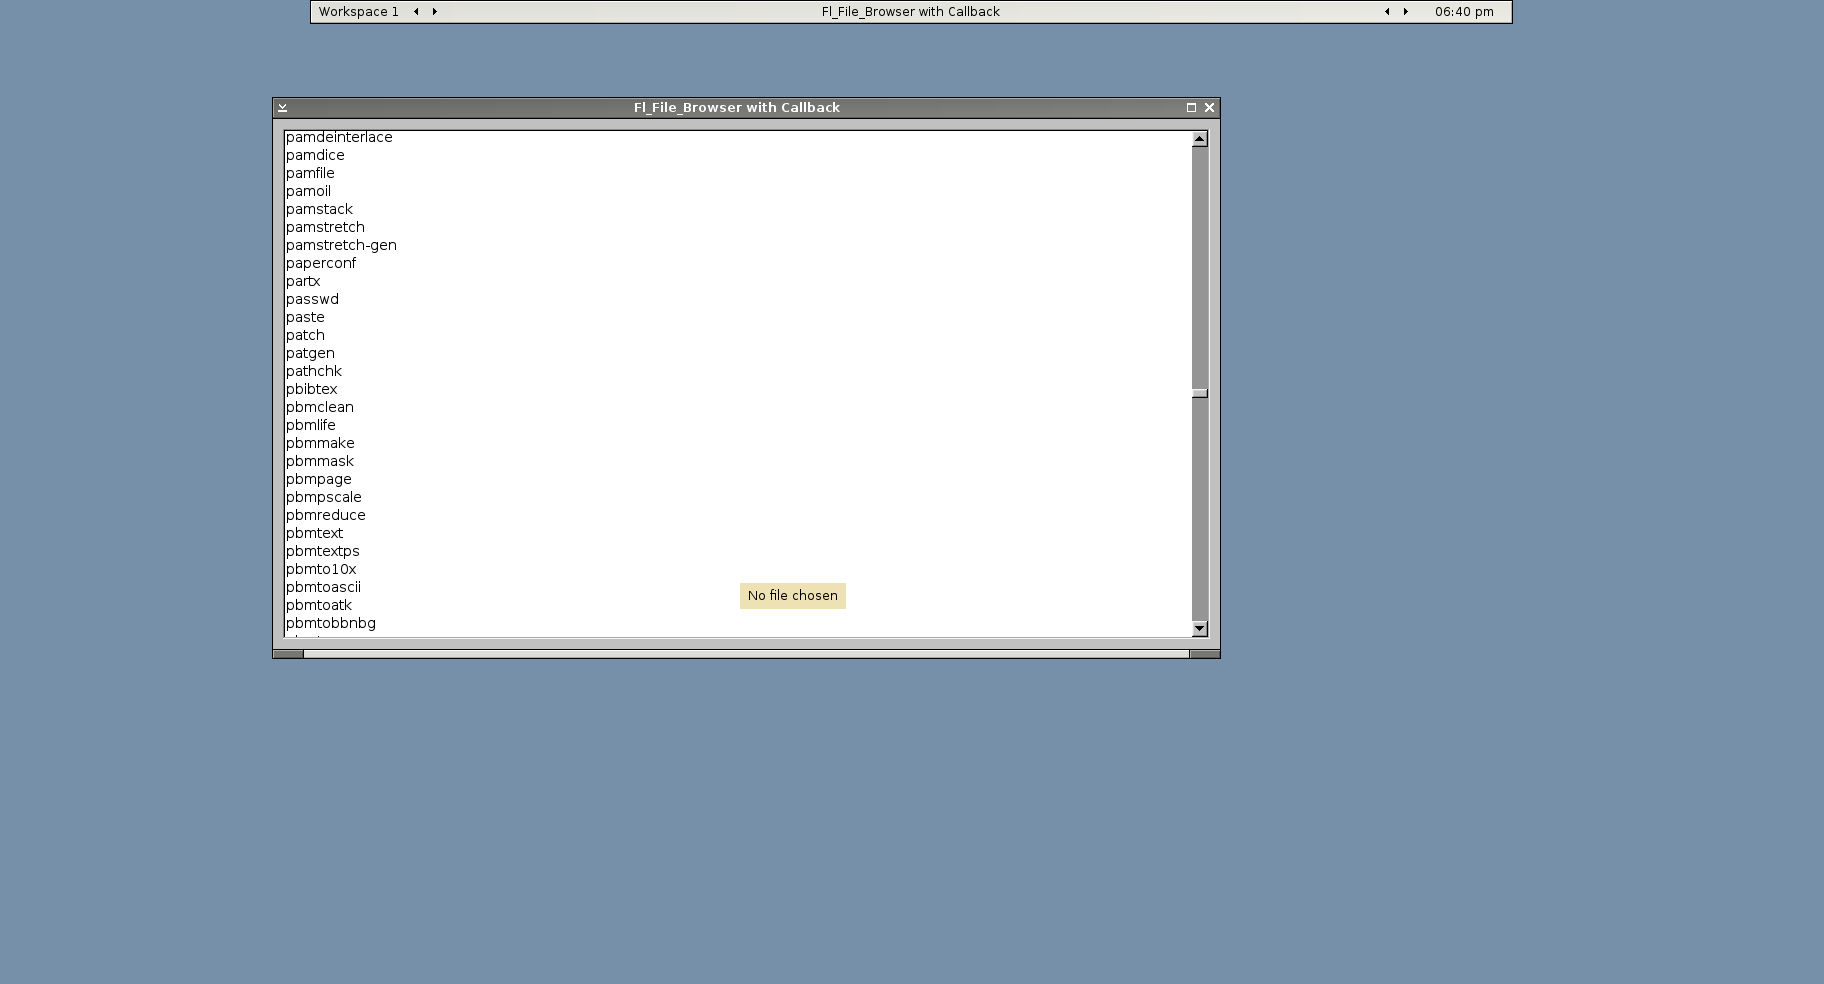 Workspace 1
Fl_File_Browser with Callback
06:40 pm
Fl_File_Browser with Callback
pamdeinterlace
pamdice
pamfile
pamoil
pamstack
pamstretch
pamstretch-gen
paperconf
partx
passwd
paste
patch
patgen
pathchk
pbibtex
pbmclean
pbmlife
pbmmake
pbmmask
pbmpage
pbmpscale
pbmreduce
pbmtext
pbmtextps
pbmto10x
pbmtoascii
No file chosen
pbmtoatk
pbmtobbnbg